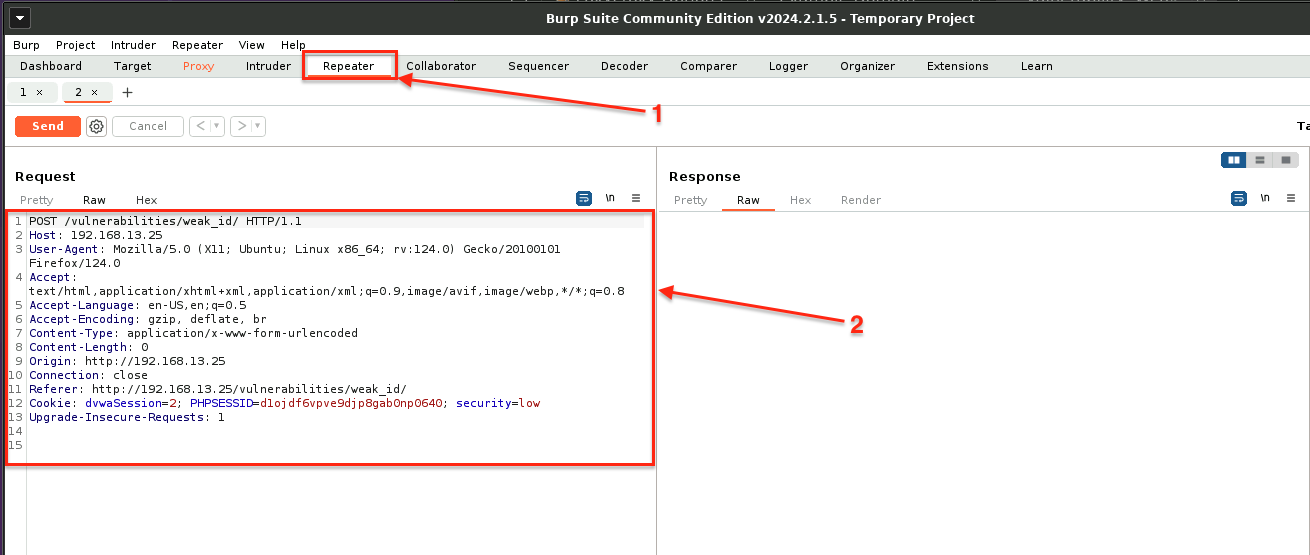 Burp Suite Community Edition v2024.2.1.5 - Temporary Project
Burp Project Intruder Repeater View Help
Dashboard Target Proxy Intruder Repeater Collaborator Sequencer Decoder Comparer Logger Organizer Extensions Learn
1 × 2 × +
1
Send Cancel < >
Request
Response
Pretty Raw Hex \n
Pretty Raw Hex Render \n
1 POST /vulnerabilities/weak_id/ HTTP/1.1
2 Host: 192.168.13.25
3 User-Agent: Mozilla/5.0 (X11; Ubuntu; Linux x86_64; rv:124.0) Gecko/20100101
Firefox/124.0
4 Accept:
text/html,application/xhtml+xml,application/xml;q=0.9,image/avif,image/webp,*/*;q=0.8
5 Accept-Language: en-US,en;q=0.5
6 Accept-Encoding: gzip, deflate, br
7 Content-Type: application/x-www-form-urlencoded
8 Content-Length: 0
9 Origin: http://192.168.13.25
10 Connection: close
11 Referer: http://192.168.13.25/vulnerabilities/weak_id/
12 Cookie: dvwaSession=2; PHPSESSID=d1ojdf6vpve9djp8gab0np0640; security=low
13 Upgrade-Insecure-Requests: 1
14
15
2